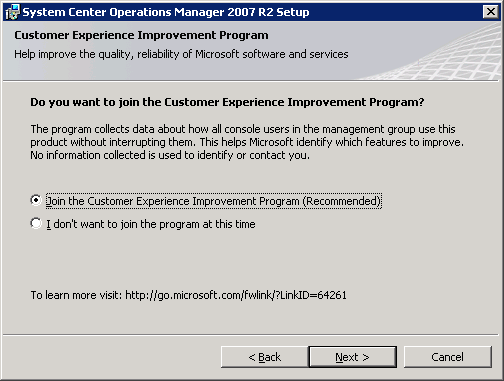 System Center Operations Manager 2007 R2 Setup
Customer Experience Improvement Program
Help improve the quality, reliability of Microsoft software and services
Do you want to join the Customer Experience Improvement Program?
The program collects data about how all console users in the management group use this
product without interrupting them. This helps Microsoft identify which features to improve.
No information collected is used to identify or contact you.
Join the Customer Experience Improvement Program (Recommended)
I don't want to join the program at this time
To learn more visit: http://go.microsoft.com/fwlink/?LinkID=64261
< Back
Next >
Cancel